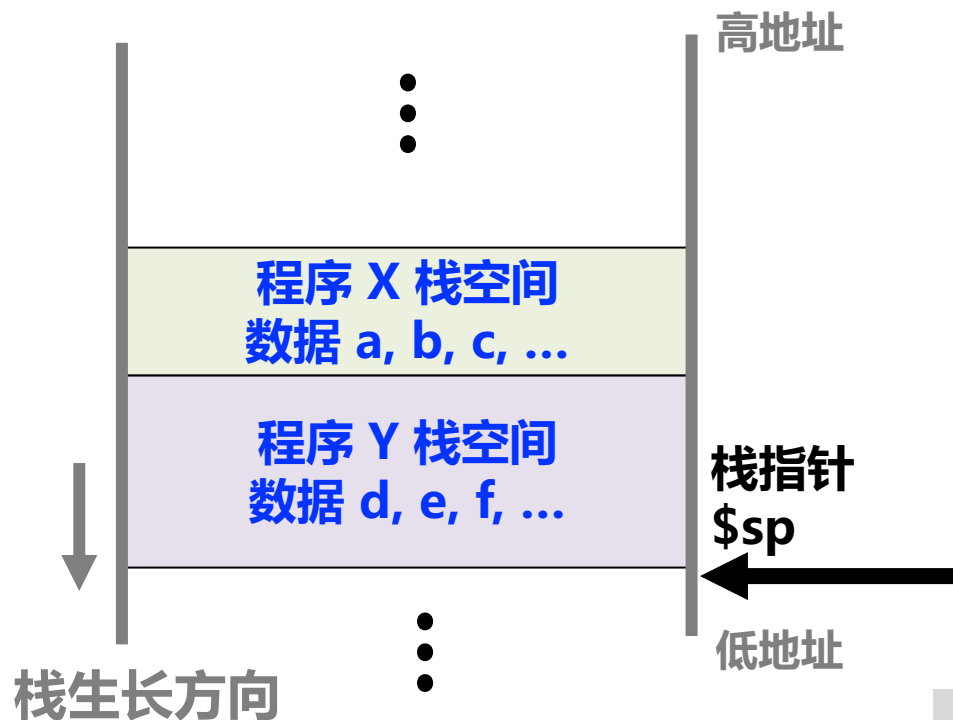 高地址
程序 X 栈空间
数据 a, b, c, …
程序 Y 栈空间
数据 d, e, f, …
栈指针
$sp
低地址
栈生长方向